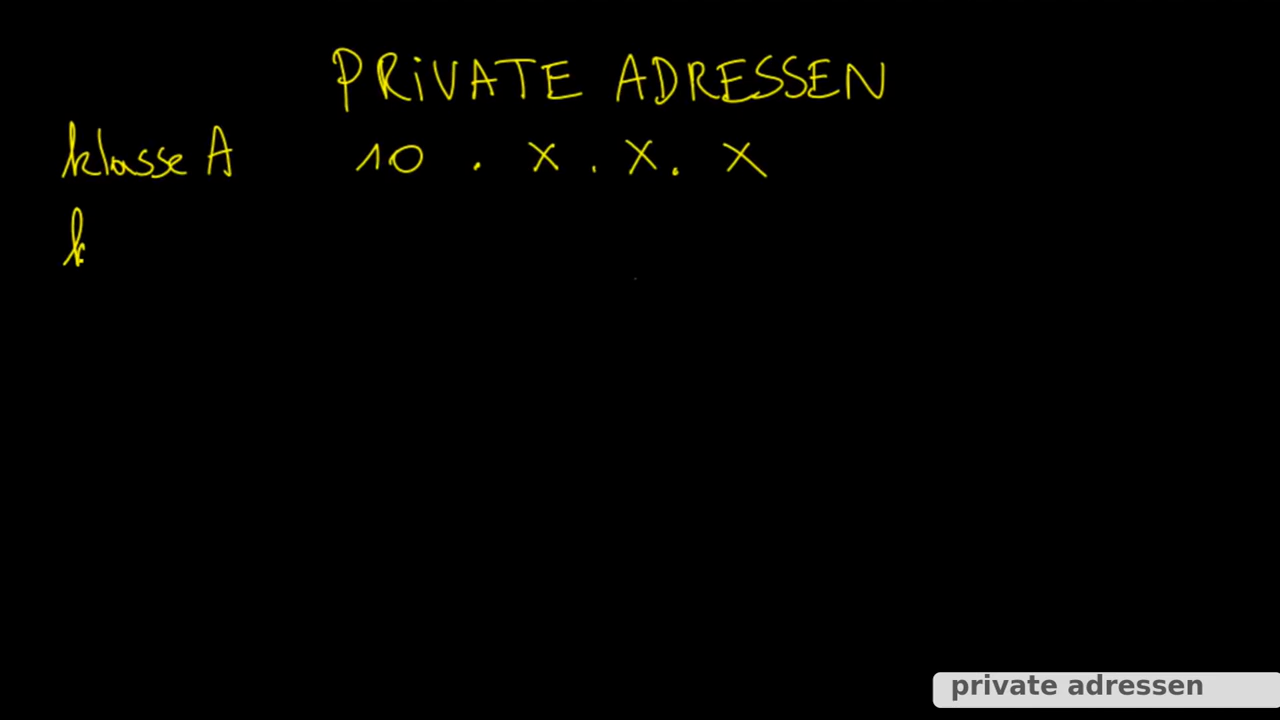 PRiVATE ADRESSEN
klasse A 10 . x . x . x
k
private adressen